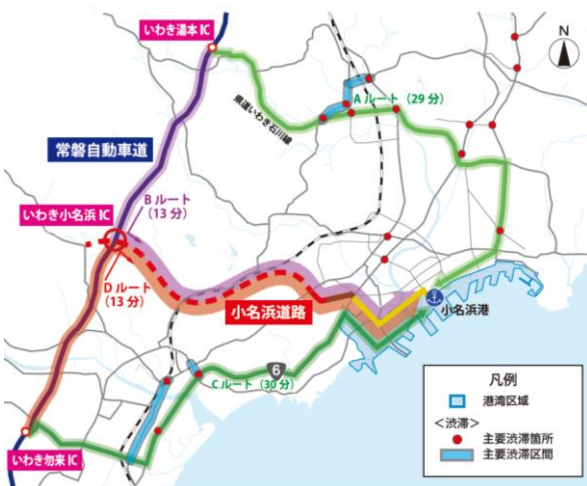 いわき湯本IC
N
Aルート（29分）
県道いわき石川線
常磐自動車道
Bルート
（13分）
いわき小名浜IC
Dルート
（13分）
小名浜道路
小名浜港
6
Cルート（30分）
いわき勿来IC
凡例
港湾区域
＜渋滞＞
主要渋滞箇所
主要渋滞区間